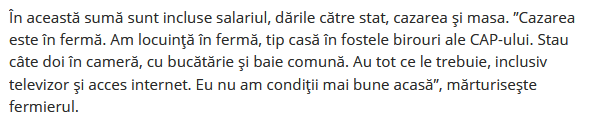 În această sumă sunt incluse salariul, dările către stat, cazarea şi masa. ”Cazarea
este în fermă. Am locuinţă în fermă, tip casă în fostele birouri ale CAP-ului. Stau
câte doi în cameră, cu bucătărie şi baie comună. Au tot ce le trebuie, inclusiv
televizor şi acces internet. Eu nu am condiţii mai bune acasă”, mărturiseşte
fermierul.